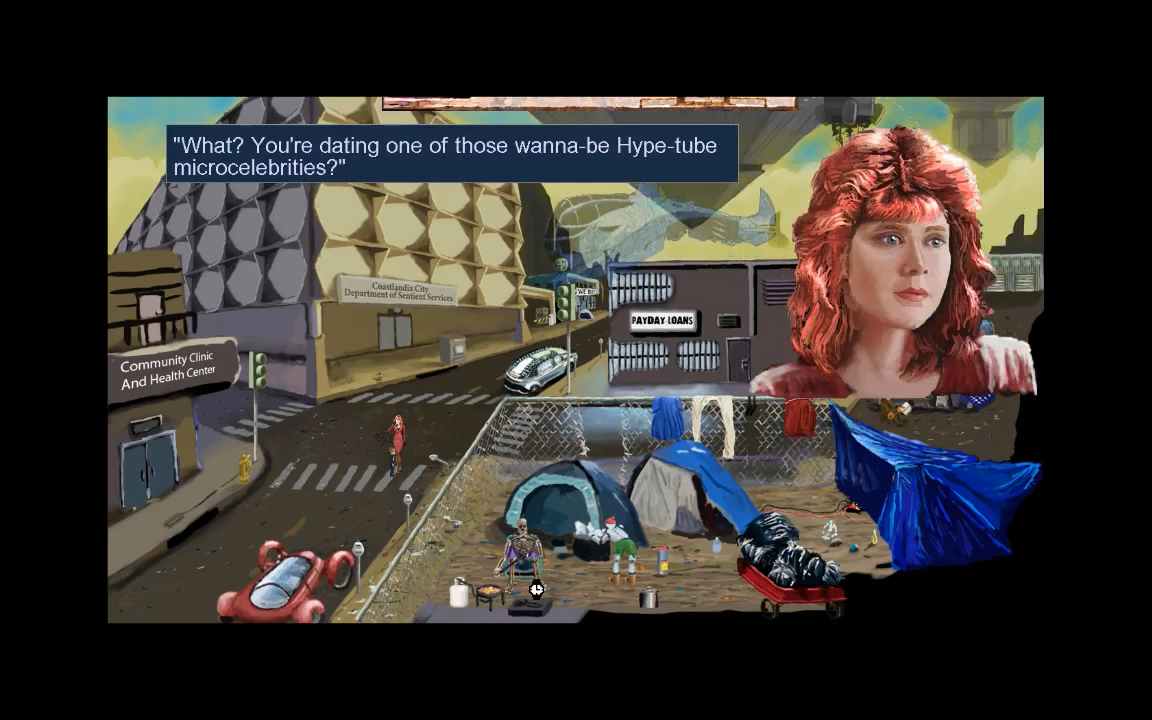 "What? You're dating one of those wanna-be Hype-tube
microcelebrities?"
Coastlandia City
Department of Sentient Services
PAYDAY LOANS
Community Clinic
And Health Center